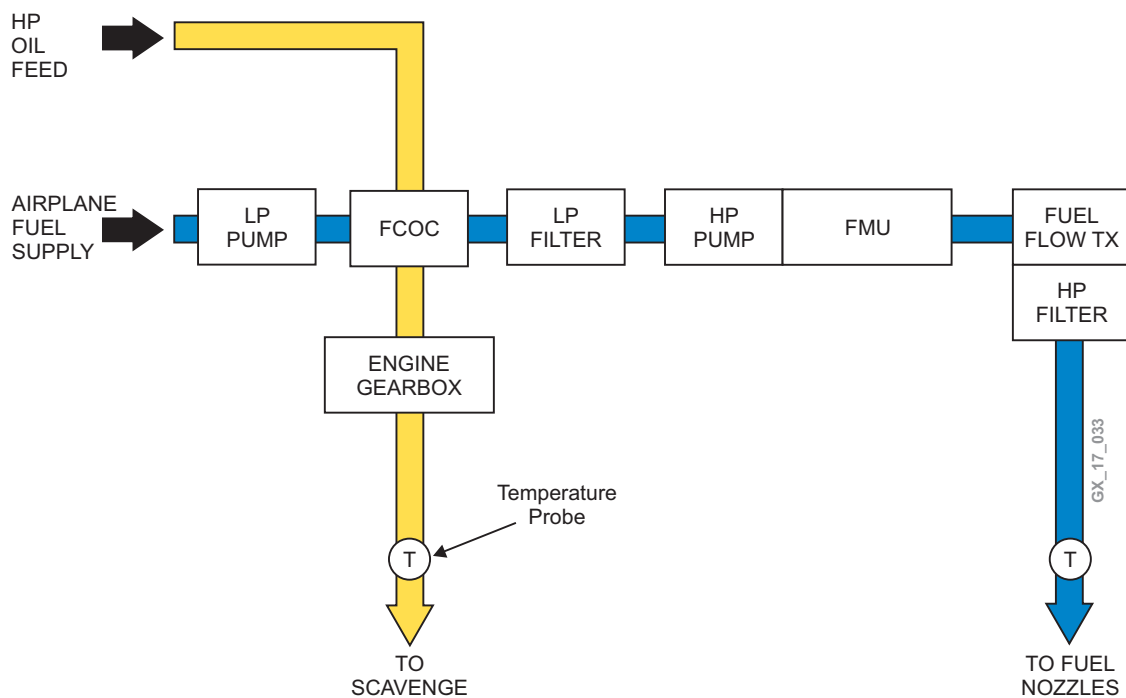 HP
OIL
FEED
AIRPLANE
FUEL
SUPPLY
LP
PUMP
FCOC
LP
FILTER
HP
PUMP
FMU
FUEL
FLOW TX
HP
FILTER
ENGINE
GEARBOX
Temperature
Probe
T
T
GX_17_033
TO
SCAVENGE
TO FUEL
NOZZLES